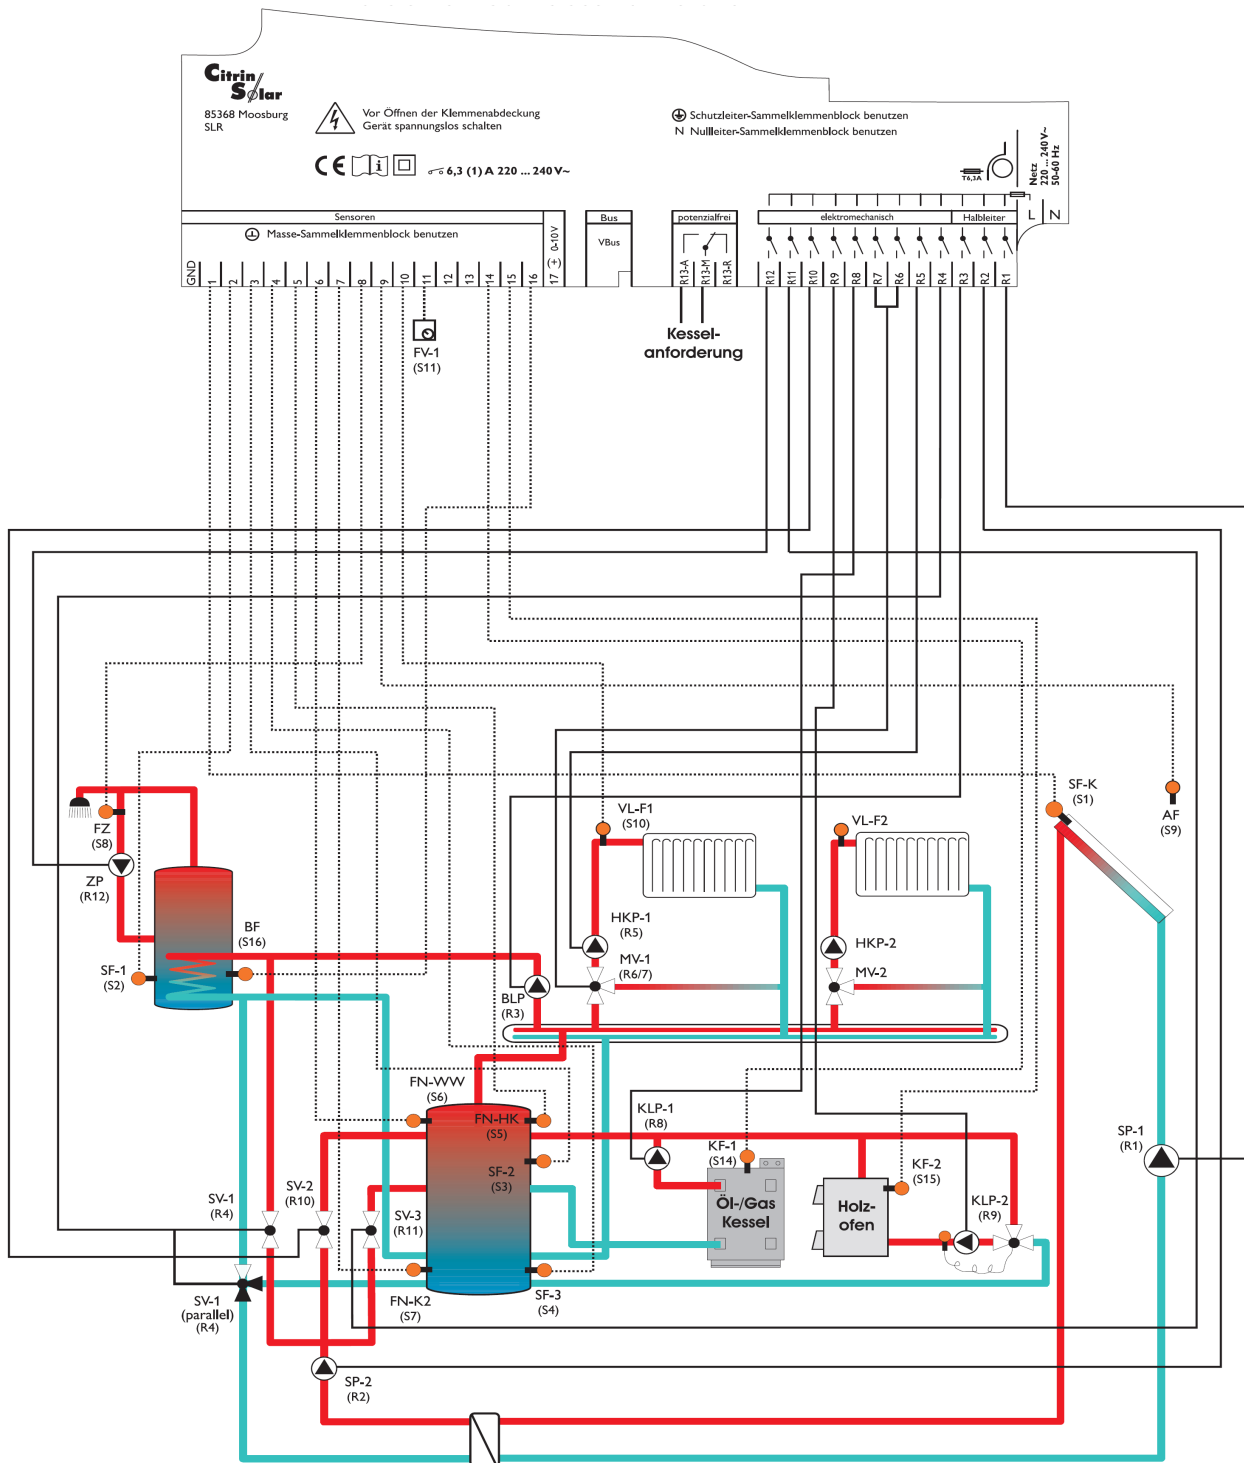 Citrin
Solar
85368 Moosburg
SLR
Vor Öffnen der Klemmenabdeckung
Gerät spannungslos schalten
CE
i
6,3 (1) A 220 ... 240 V~
Schutzleiter-Sammelklemmenblock benutzen
N Nullleiter-Sammelklemmenblock benutzen
T6,3A
Netz
220 ... 240 V~
50-60 Hz
Sensoren
Masse-Sammelklemmenblock benutzen
0-10 V
(+)
Bus
VBus
potenzialfrei
elektromechanisch
Halbleiter
L
N
GND
1
2
3
4
5
6
7
8
9
10
11
12
13
14
15
16
17
R13-A
R13-M
R13-R
R12
R11
R10
R9
R8
R7
R6
R5
R4
R3
R2
R1
FV-1
(S11)
Kessel-
anforderung
SF-K
(S1)
AF
(S9)
FZ
(S8)
ZP
(R12)
VL-F1
(S10)
VL-F2
HKP-1
(R5)
HKP-2
BF
(S16)
SF-1
(S2)
MV-1
(R6/7)
MV-2
BLP
(R3)
FN-WW
(S6)
FN-HK
(S5)
SF-2
(S3)
KLP-1
(R8)
KF-1
(S14)
KF-2
(S15)
SP-1
(R1)
SV-1
(R4)
SV-2
(R10)
SV-3
(R11)
Öl-/Gas
Kessel
Holz-
ofen
KLP-2
(R9)
SV-1
(parallel)
(R4)
FN-K2
(S7)
SF-3
(S4)
SP-2
(R2)